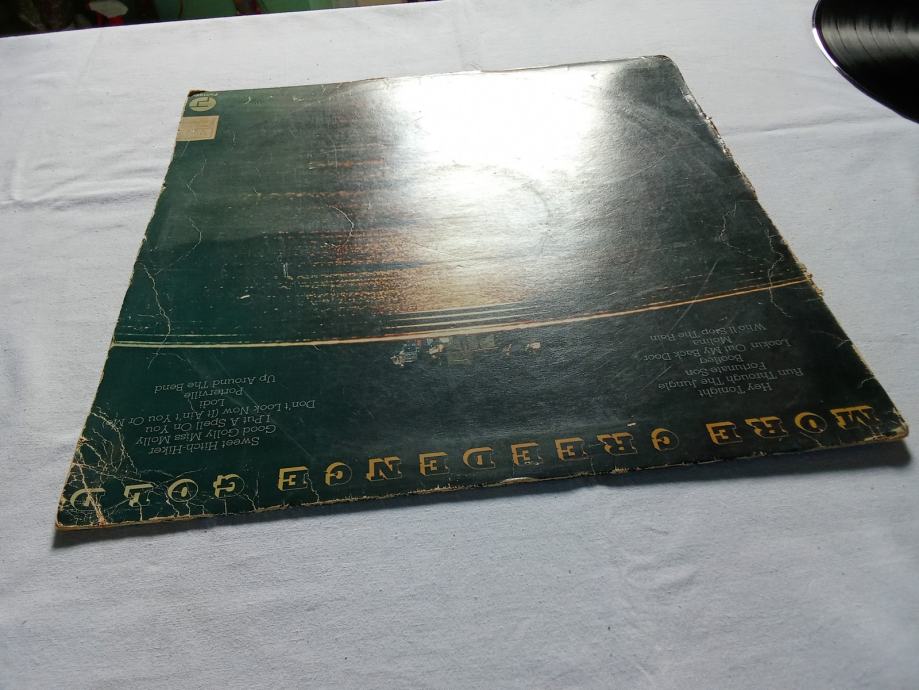 MORE CREEDENCE GOLD
Hey Tonight
Run Through The Jungle
Fortunate Son
Bootleg
Lookin' Out My Back Door
Molina
Who'll Stop The Rain
Sweet Hitch-Hiker
Good Golly Miss Molly
I Put A Spell On You
Don't Look Now (It Ain't You Or Me)
Lodi
Porterville
Up Around The Bend